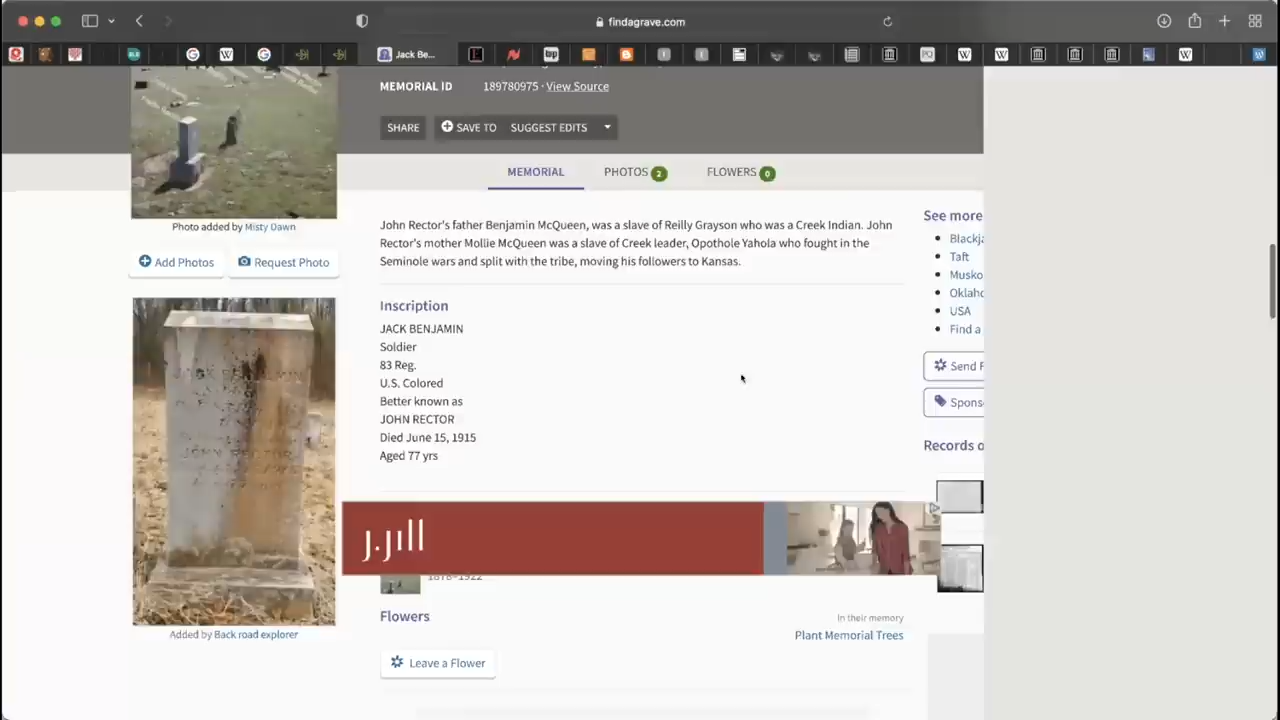 findagrave.com
Jack Be...
MEMORIAL ID 189780975 · View Source
SHARE SAVE TO SUGGEST EDITS
MEMORIAL PHOTOS 2 FLOWERS 0
Photo added by Misty Dawn
Add Photos Request Photo
John Rector's father Benjamin McQueen, was a slave of Reilly Grayson who was a Creek Indian. John
Rector's mother Mollie McQueen was a slave of Creek leader, Opothole Yahola who fought in the
Seminole wars and split with the tribe, moving his followers to Kansas.
Inscription
JACK BENJAMIN
Soldier
83 Reg.
U.S. Colored
Better known as
JOHN RECTOR
Died June 15, 1915
Aged 77 yrs
See more
Blackja
Taft
Musko
Oklaho
USA
Find a
Send F
Spons
Records o
J.Jill
1878–1922
Flowers
Leave a Flower
In their memory
Plant Memorial Trees
Added by Back road explorer